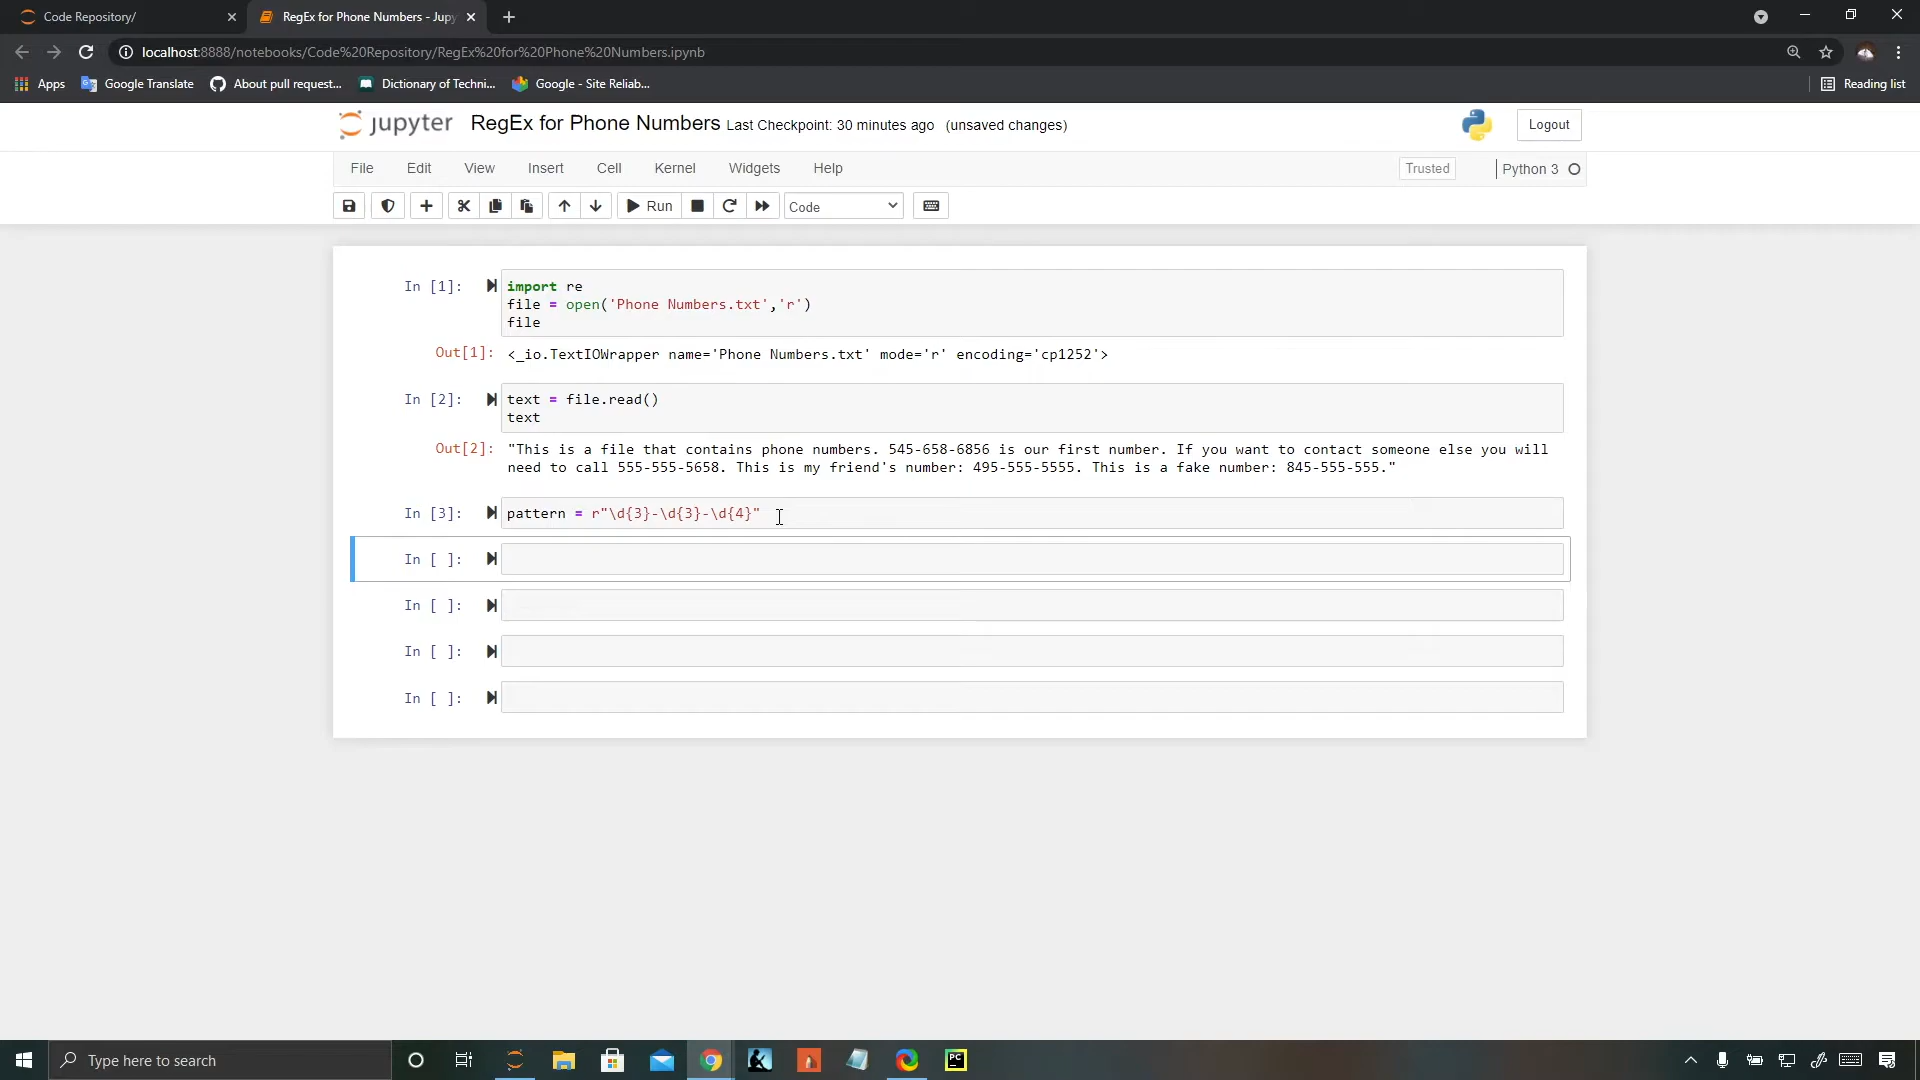 Code Repository/
RegEx for Phone Numbers - Jupy
localhost:8888/notebooks/Code%20Repository/RegEx%20for%20Phone%20Numbers.ipynb
Apps
Google Translate
About pull request...
Dictionary of Techni...
Google - Site Reliab...
Reading list
jupyter RegEx for Phone Numbers Last Checkpoint: 30 minutes ago (unsaved changes)
Logout
File Edit View Insert Cell Kernel Widgets Help
Trusted
Python 3
Run
Code
In [1]: import re
file = open('Phone Numbers.txt','r')
file
Out[1]: <_io.TextIOWrapper name='Phone Numbers.txt' mode='r' encoding='cp1252'>
In [2]: text = file.read()
text
Out[2]: "This is a file that contains phone numbers. 545-658-6856 is our first number. If you want to contact someone else you will
need to call 555-555-5658. This is my friend's number: 495-555-5555. This is a fake number: 845-555-555."
In [3]: pattern = r"\d{3}-\d{3}-\d{4}"
In [ ]:
In [ ]:
In [ ]:
In [ ]:
Type here to search
PC